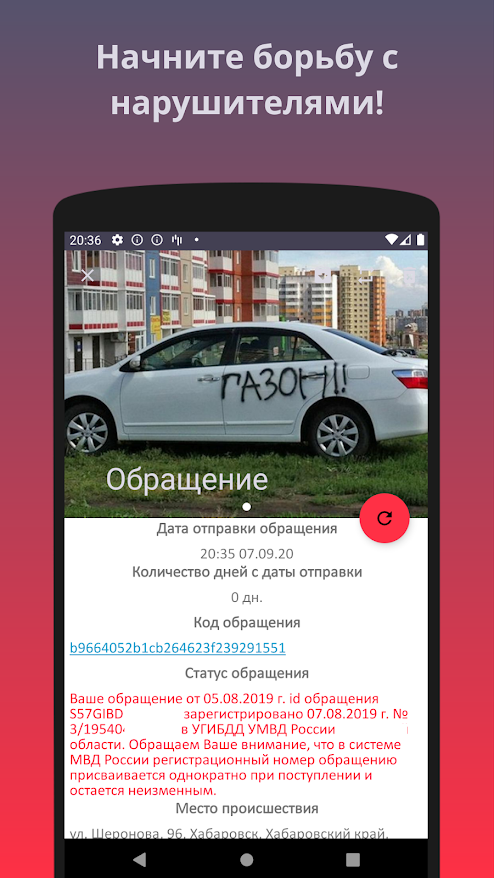 Начните борьбу с
нарушителями!
20:36
ГАЗОН!!
Обращение
Дата отправки обращения
20:35 07.09.20
Количество дней с даты отправки
0 дн.
Код обращения
b9664052b1cb264623f239291551
Статус обращения
Ваше обращение от 05.08.2019 г. id обращения
S57GIBD зарегистрировано 07.08.2019 г. №
3/19540 в УГИБДД УМВД России
области. Обращаем Ваше внимание, что в системе
МВД России регистрационный номер обращению
присваивается однократно при поступлении и
остается неизменным.
Место происшествия
ул. Шеронова, 96, Хабаровск, Хабаровский край,